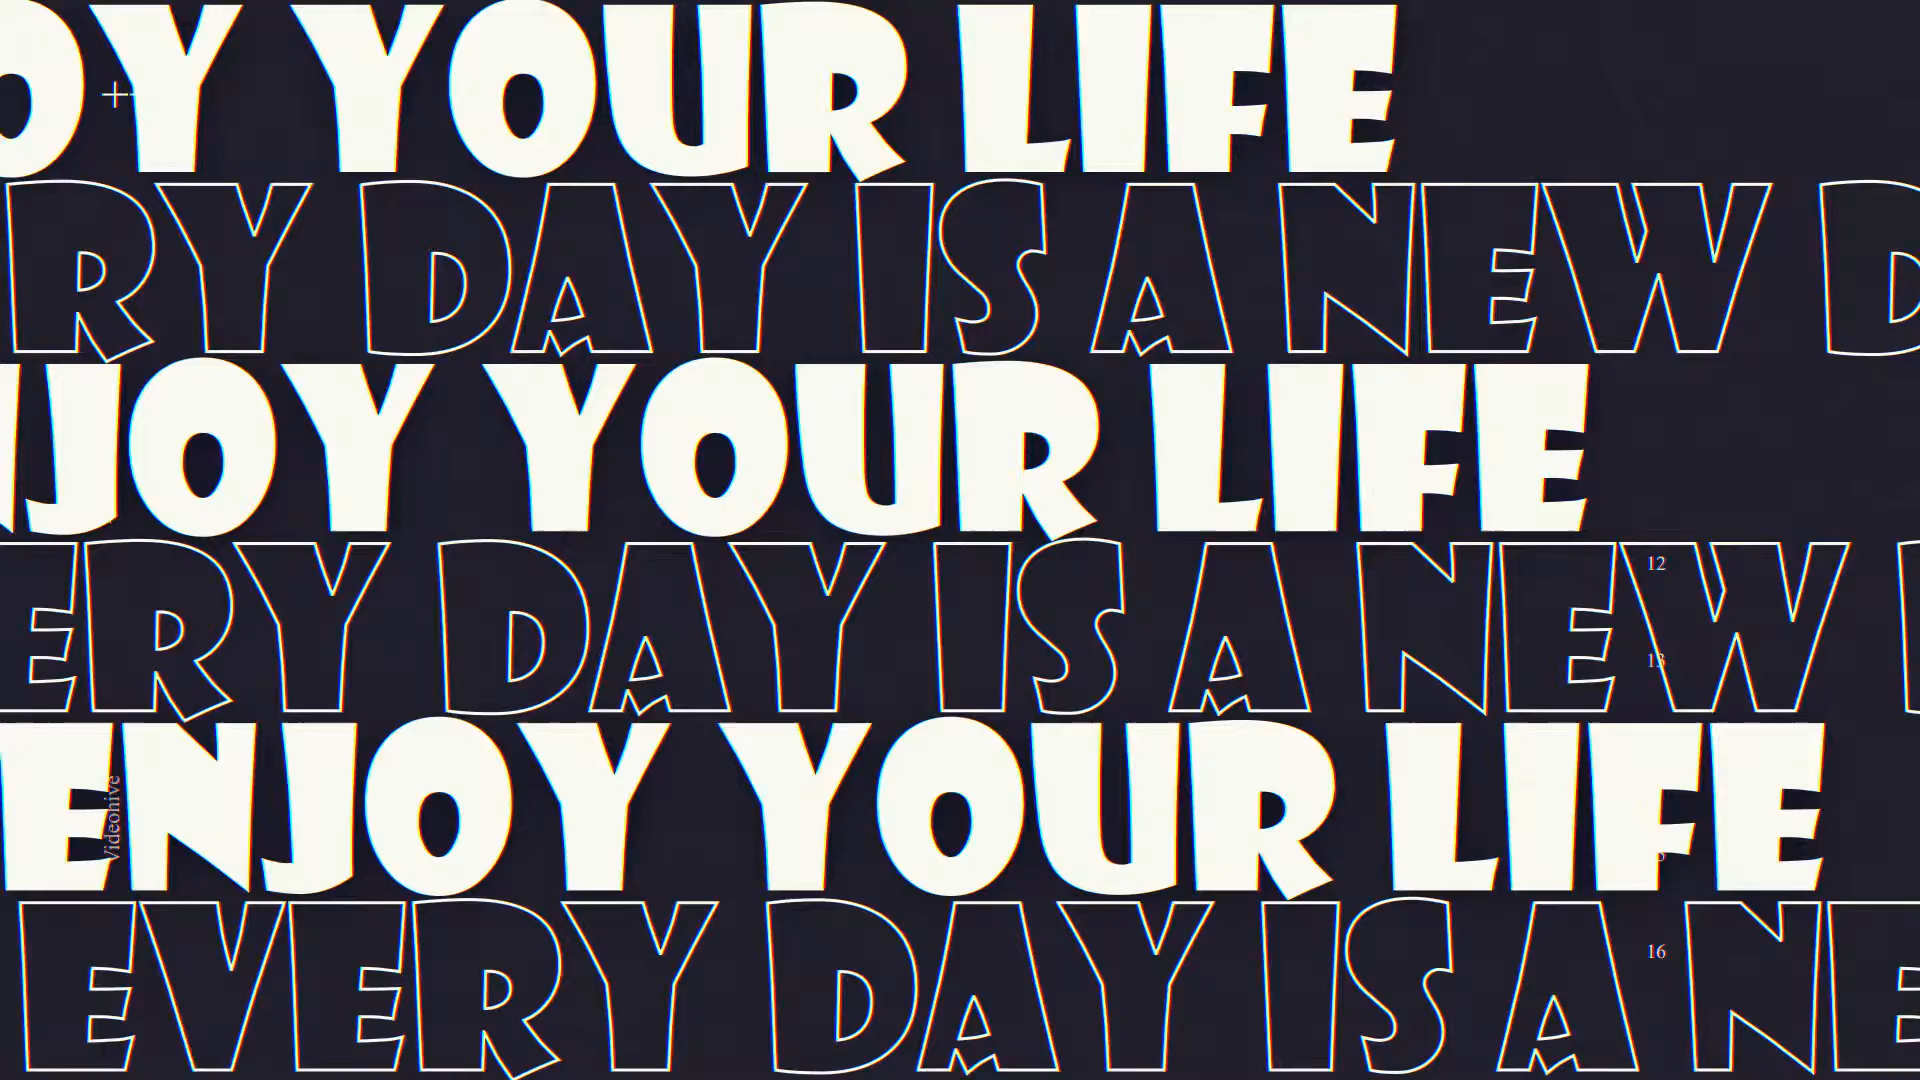 OY YOUR LIFE
RY DAY IS A NEW D
NJOY YOUR LIFE
ERY DAY IS A NEW
12
13
ENJOY YOUR LIFE
Videohive
EVERY DAY IS A NE
16